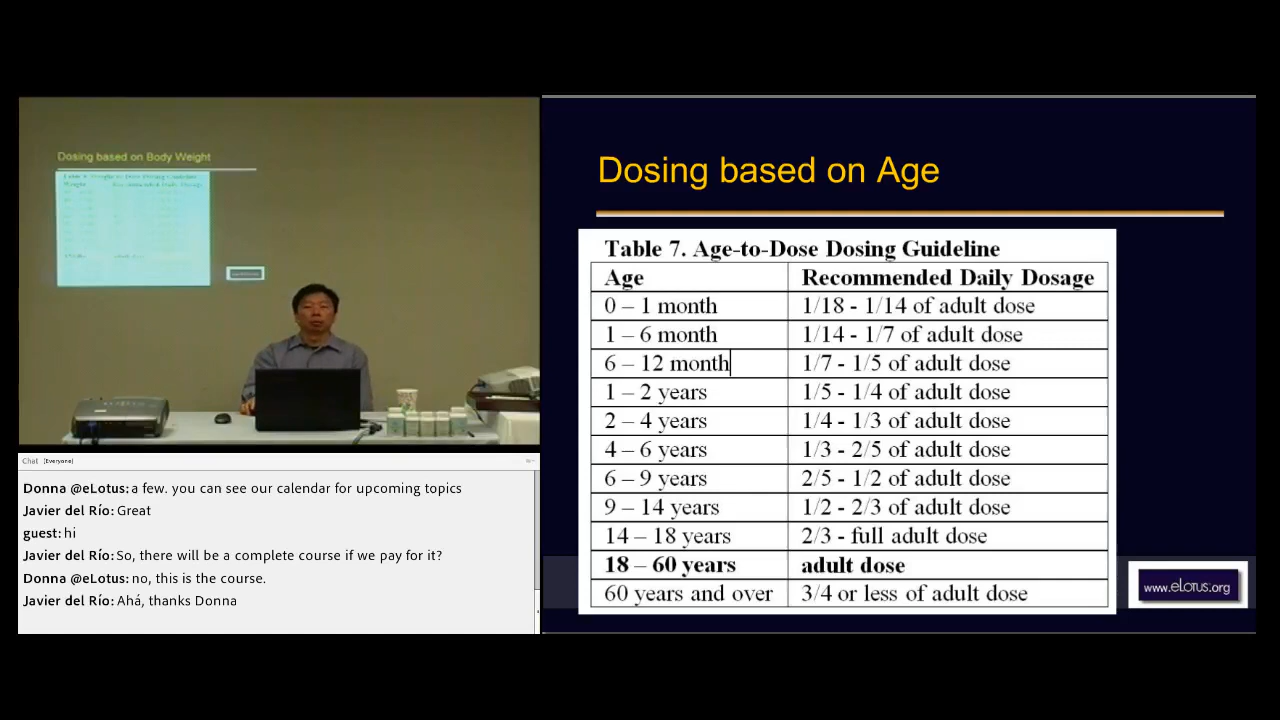 Dosing based on Body Weight
Chat (Everyone)
Donna @eLotus: a few. you can see our calendar for upcoming topics
Javier del Río: Great
guest: hi
Javier del Río: So, there will be a complete course if we pay for it?
Donna @eLotus: no, this is the course.
Javier del Río: Ahá, thanks Donna
Dosing based on Age
Table 7. Age-to-Dose Dosing Guideline
Age Recommended Daily Dosage
0 – 1 month 1/18 - 1/14 of adult dose
1 – 6 month 1/14 - 1/7 of adult dose
6 – 12 month 1/7 - 1/5 of adult dose
1 – 2 years 1/5 - 1/4 of adult dose
2 – 4 years 1/4 - 1/3 of adult dose
4 – 6 years 1/3 - 2/5 of adult dose
6 – 9 years 2/5 - 1/2 of adult dose
9 – 14 years 1/2 - 2/3 of adult dose
14 – 18 years 2/3 - full adult dose
18 – 60 years adult dose
60 years and over 3/4 or less of adult dose
www.eLotus.org